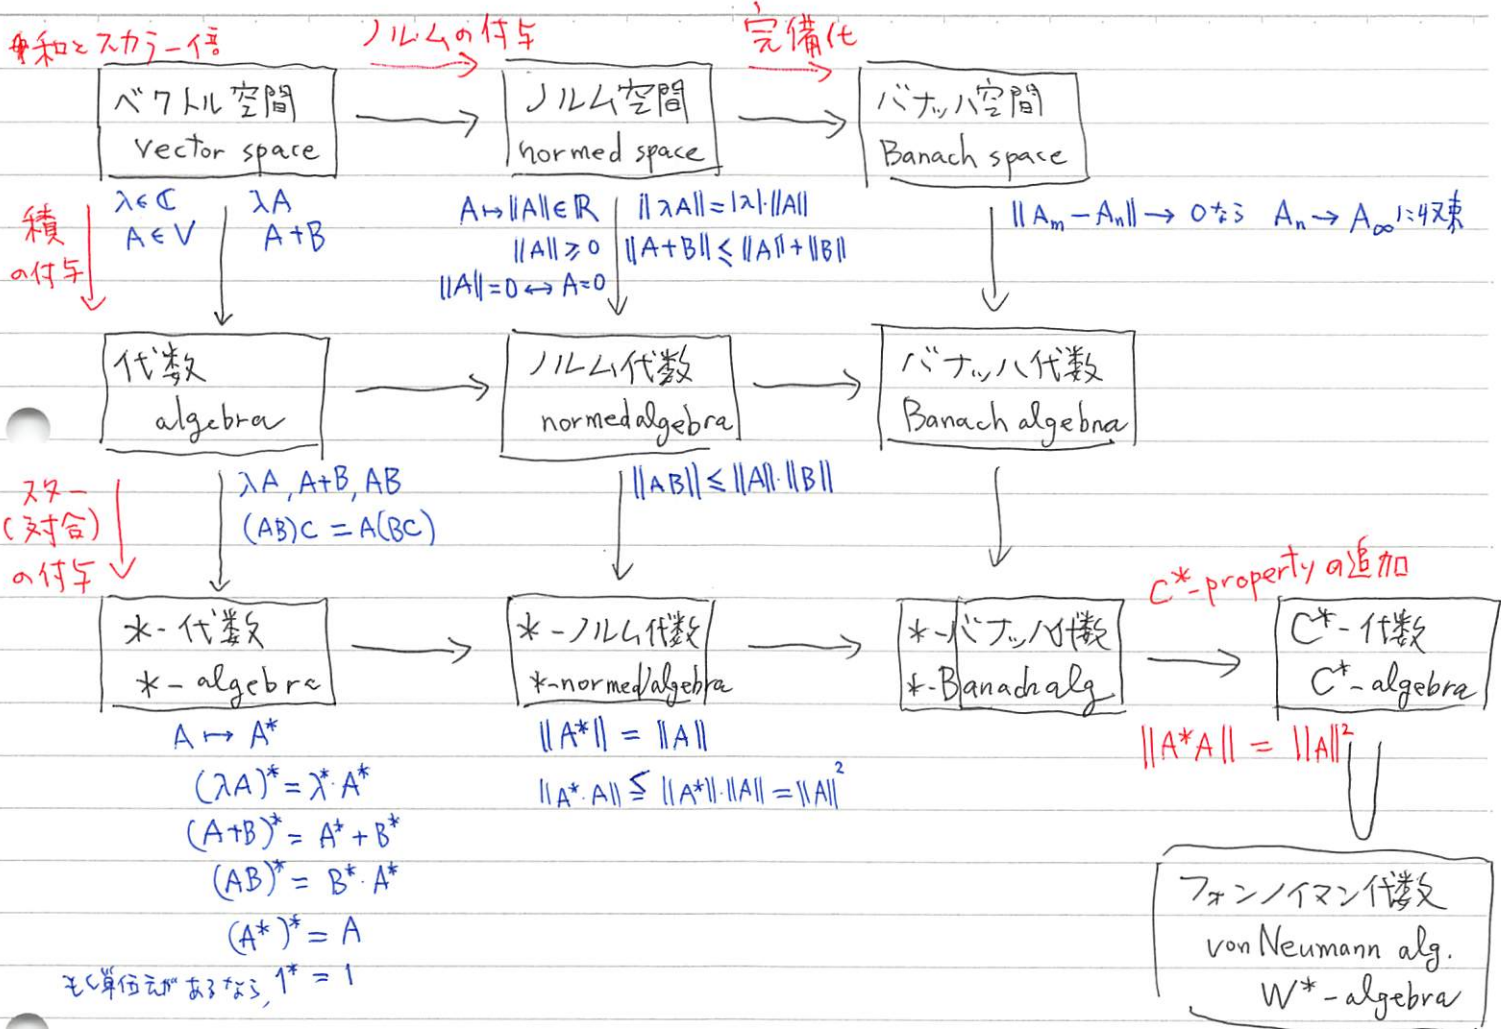 和とスカラー倍
ノルムの付与
完備化
ベクトル空間
vector space
ノルム空間
normed space
バナッハ空間
Banach space
積
の付与
λ∈ℂ
A∈V
λA
A+B
A↦‖A‖∈ℝ
‖A‖≥0
‖A‖=0↔A=0
‖λA‖=|λ|·‖A‖
‖A+B‖≤‖A‖+‖B‖
‖Am−An‖→0なら An→A∞に収束
代数
algebra
ノルム代数
normed algebra
バナッハ代数
Banach algebra
スター
(対合)
の付与
λA, A+B, AB
(AB)C=A(BC)
‖AB‖≤‖A‖·‖B‖
C*-propertyの追加
*-代数
*-algebra
*-ノルム代数
*-normed algebra
*-バナッハ代数
*-Banach alg
C*-代数
C*-algebra
A↦A*
(λA)*=λ*·A*
(A+B)*=A*+B*
(AB)*=B*·A*
(A*)*=A
もし単位元があるなら, 1*=1
‖A*‖=‖A‖
‖A*·A‖≦‖A*‖·‖A‖=‖A‖²
‖A*A‖=‖A‖²
フォンノイマン代数
von Neumann alg.
W*-algebra